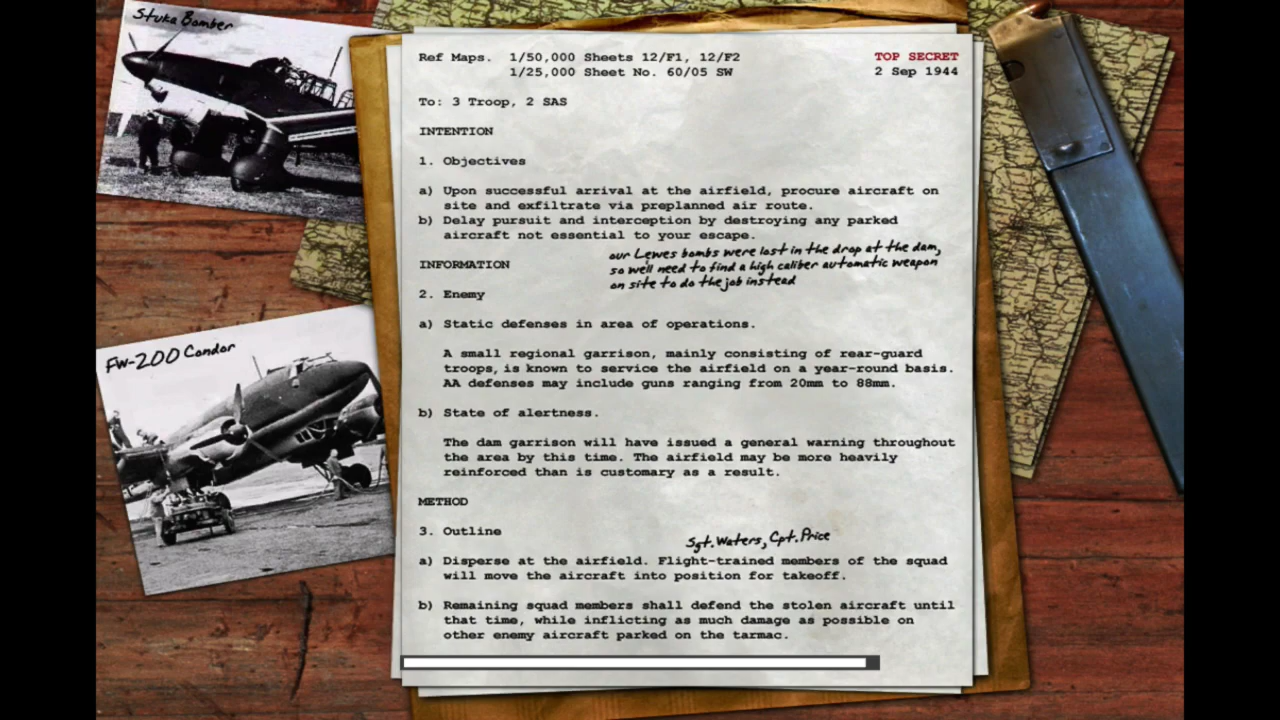 Stuka Bomber
Ref Maps. 1/50,000 Sheets 12/F1, 12/F2
1/25,000 Sheet No. 60/05 SW
TOP SECRET
2 Sep 1944
To: 3 Troop, 2 SAS
INTENTION
1. Objectives
a) Upon successful arrival at the airfield, procure aircraft on
site and exfiltrate via preplanned air route.
b) Delay pursuit and interception by destroying any parked
aircraft not essential to your escape.
our Lewes bombs were lost in the drop at the dam,
so well need to find a high caliber automatic weapon
on site to do the job instead
INFORMATION
2. Enemy
a) Static defenses in area of operations.
A small regional garrison, mainly consisting of rear-guard
troops, is known to service the airfield on a year-round basis.
AA defenses may include guns ranging from 20mm to 88mm.
b) State of alertness.
The dam garrison will have issued a general warning throughout
the area by this time. The airfield may be more heavily
reinforced than is customary as a result.
METHOD
3. Outline
Sgt. Waters, Cpt. Price
a) Disperse at the airfield. Flight-trained members of the squad
will move the aircraft into position for takeoff.
b) Remaining squad members shall defend the stolen aircraft until
that time, while inflicting as much damage as possible on
other enemy aircraft parked on the tarmac.
FW-200 Condor